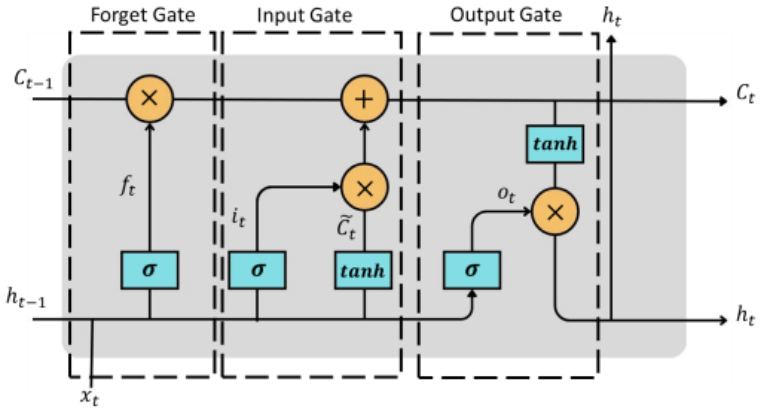 Forget Gate Input Gate Output Gate h_t
C_{t-1} × + C_t
tanh
f_t i_t × o_t ×
C̃_t
σ σ tanh σ
h_{t-1} h_t
x_t